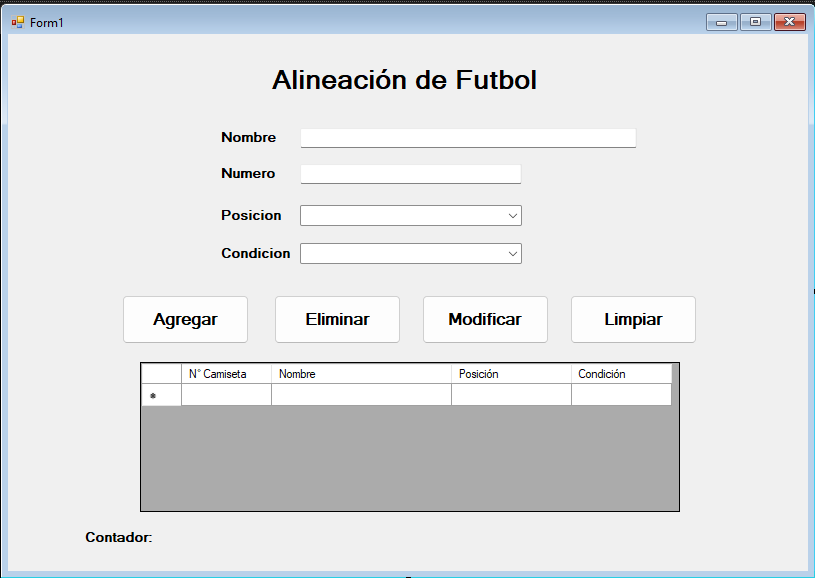 Form1
Alineación de Futbol
Nombre
Numero
Posicion
Condicion
Agregar Eliminar Modificar Limpiar
N° Camiseta Nombre Posición Condición
Contador: